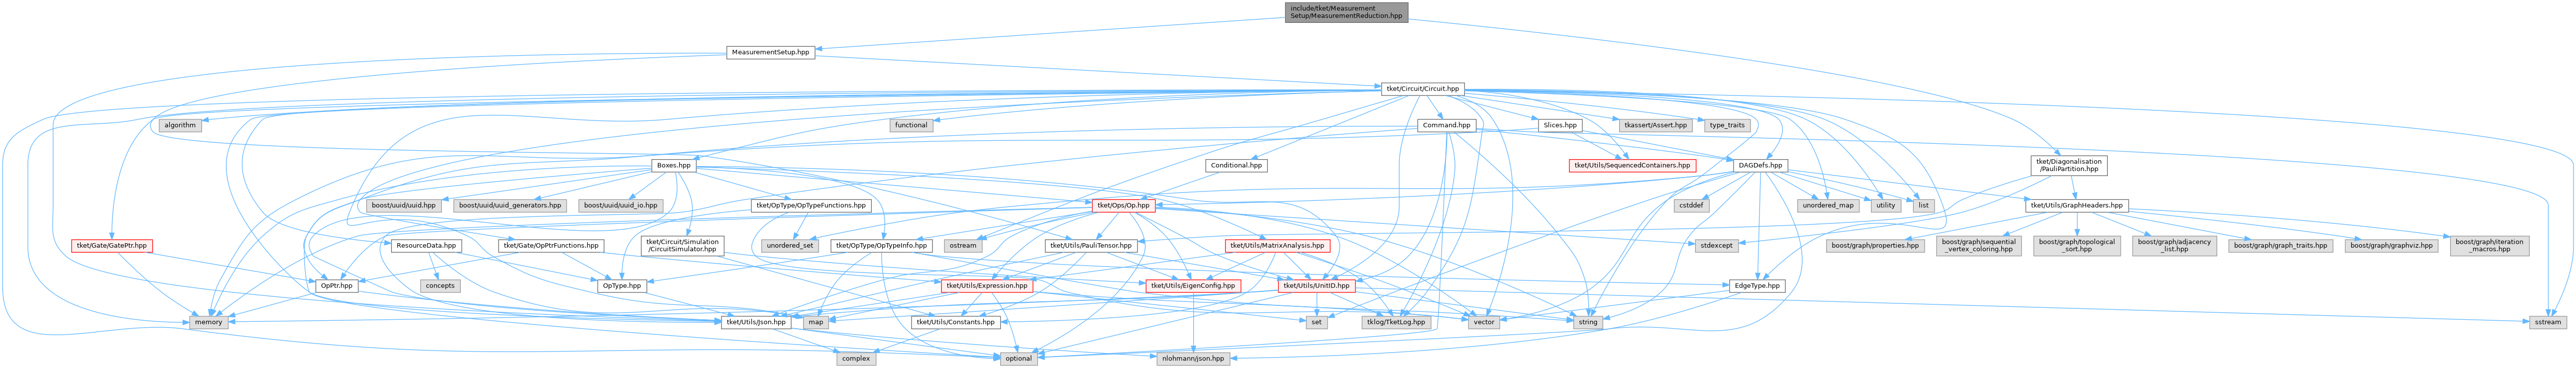 include/tket/Measurement
Setup/MeasurementReduction.hpp
MeasurementSetup.hpp
tket/Circuit/Circuit.hpp
algorithm
functional
Command.hpp
Slices.hpp
tkassert/Assert.hpp
type_traits
Boxes.hpp
Conditional.hpp
tket/Utils/SequencedContainers.hpp
DAGDefs.hpp
tket/Diagonalisation
/PauliPartition.hpp
boost/uuid/uuid.hpp
boost/uuid/uuid_generators.hpp
boost/uuid/uuid_io.hpp
tket/OpType/OpTypeFunctions.hpp
tket/Ops/Op.hpp
cstddef
unordered_map
utility
list
tket/Utils/GraphHeaders.hpp
tket/Gate/GatePtr.hpp
ResourceData.hpp
tket/Gate/OpPtrFunctions.hpp
tket/Circuit/Simulation
/CircuitSimulator.hpp
unordered_set
tket/OpType/OpTypeInfo.hpp
ostream
tket/Utils/PauliTensor.hpp
tket/Utils/MatrixAnalysis.hpp
stdexcept
boost/graph/properties.hpp
boost/graph/sequential
_vertex_coloring.hpp
boost/graph/topological
_sort.hpp
boost/graph/adjacency
_list.hpp
boost/graph/graph_traits.hpp
boost/graph/graphviz.hpp
boost/graph/iteration
_macros.hpp
OpPtr.hpp
concepts
OpType.hpp
tket/Utils/Expression.hpp
tket/Utils/EigenConfig.hpp
tket/Utils/UnitID.hpp
EdgeType.hpp
memory
tket/Utils/Json.hpp
map
tket/Utils/Constants.hpp
set
tklog/TketLog.hpp
vector
string
sstream
complex
optional
nlohmann/json.hpp